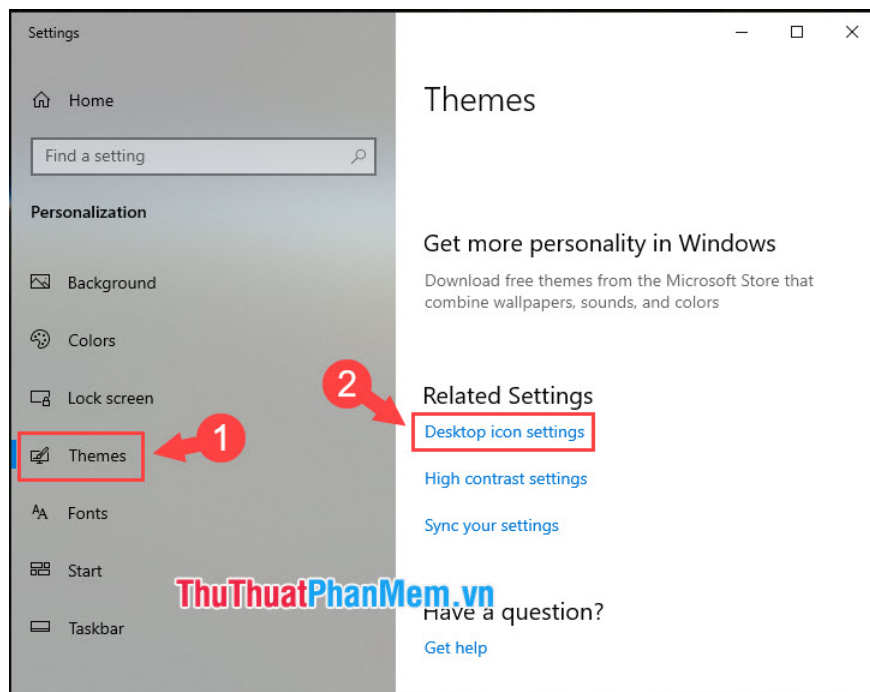 Settings
Home
Find a setting
Personalization
Background
Colors
Lock screen
Themes
1
Fonts
Start
Taskbar
Themes
Get more personality in Windows
Download free themes from the Microsoft Store that
combine wallpapers, sounds, and colors
2
Related Settings
Desktop icon settings
High contrast settings
Sync your settings
ThuThuatPhanMem.vn
Have a question?
Get help